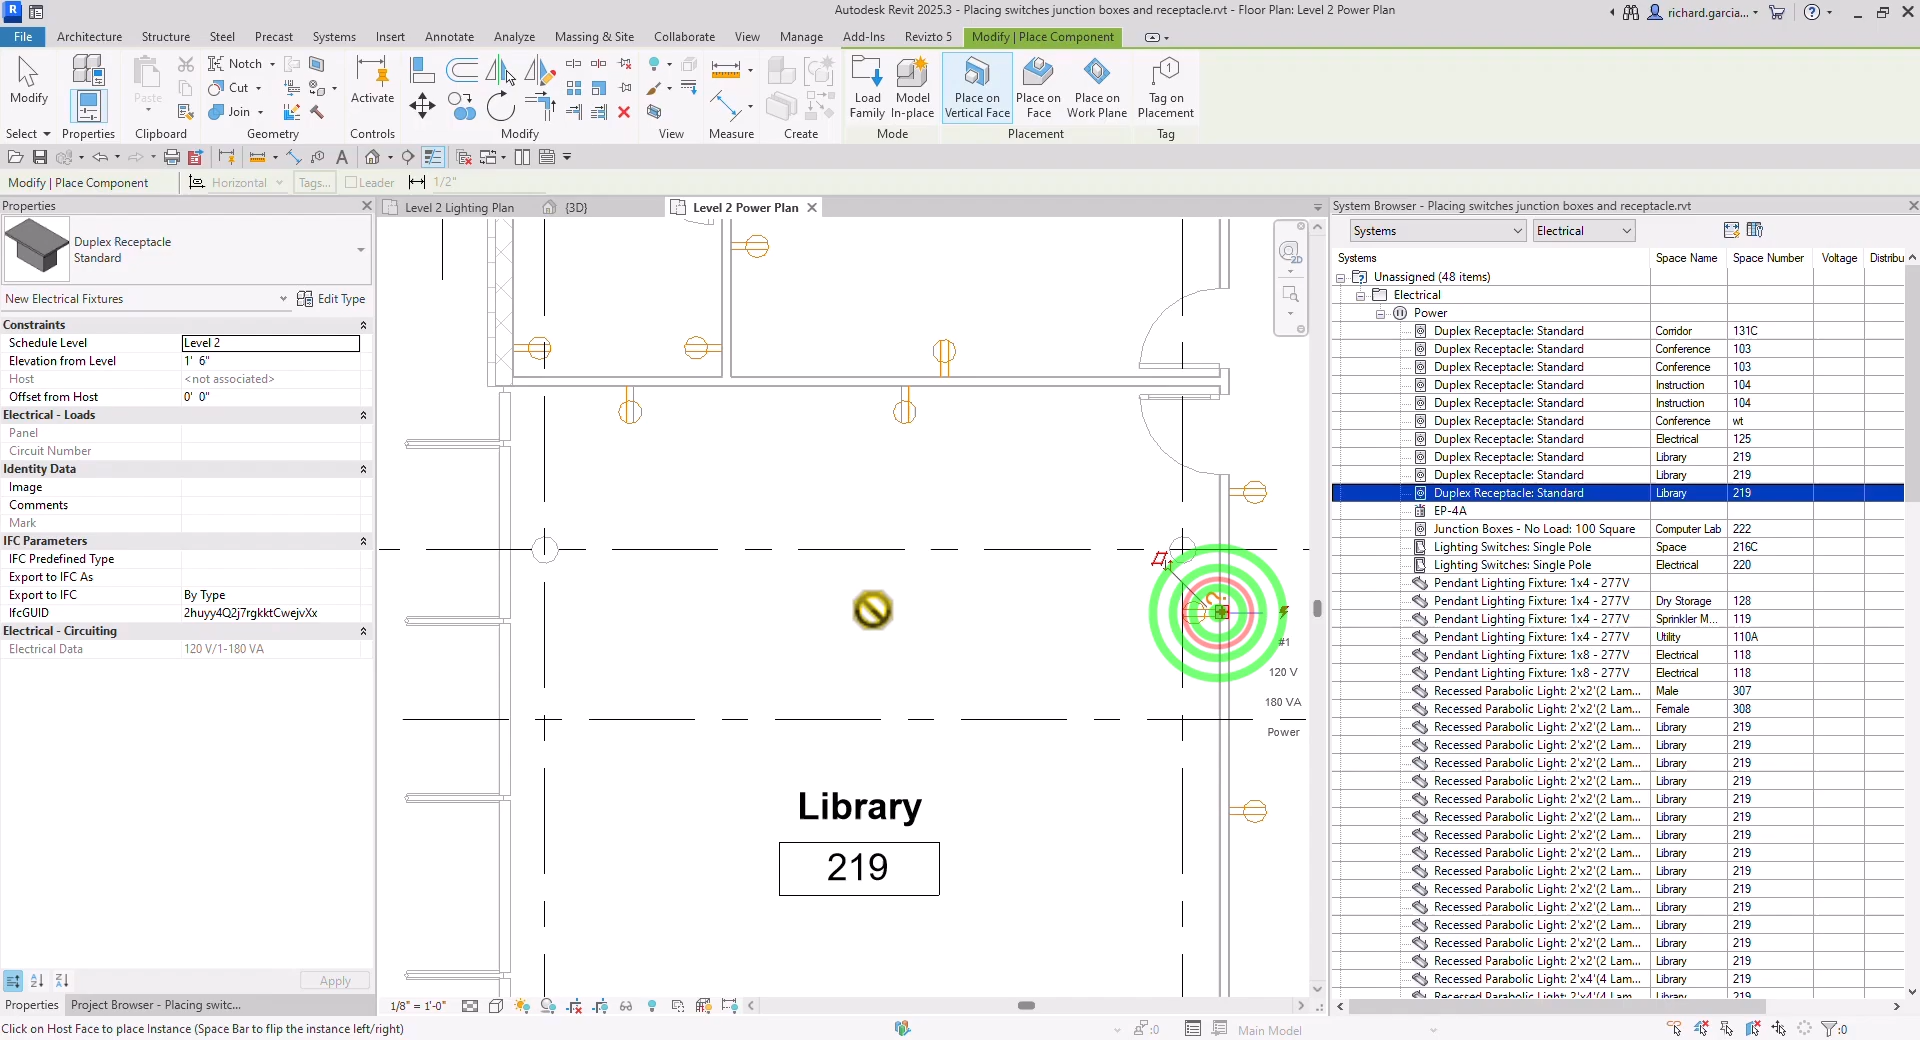 Autodesk Revit 2025.3 - Placing switches junction boxes and receptacle.rvt - Floor Plan: Level 2 Power Plan
richard.garcia...
File Architecture Structure Steel Precast Systems Insert Annotate Analyze Massing & Site Collaborate View Manage Add-Ins Revizto 5 Modify | Place Component
Notch
Cut
Join
Modify Paste Activate
Load Family Model In-place Place on Vertical Face Place on Face Place on Work Plane Tag on Placement
Select Properties Clipboard Geometry Controls Modify View Measure Create Mode Placement Tag
Modify | Place Component Horizontal Tags... Leader 1/2"
Properties
Duplex Receptacle
Standard
New Electrical Fixtures Edit Type
Constraints
Schedule Level Level 2
Elevation from Level 1' 6"
Host <not associated>
Offset from Host 0' 0"
Electrical - Loads
Panel
Circuit Number
Identity Data
Image
Comments
Mark
IFC Parameters
IFC Predefined Type
Export to IFC As
Export to IFC By Type
IfcGUID 2huyy4Q2j7rgkktCwejvXx
Electrical - Circuiting
Electrical Data 120 V/1-180 VA
Apply
Properties Project Browser - Placing switc...
Click on Host Face to place Instance (Space Bar to flip the instance left/right)
Level 2 Lighting Plan {3D} Level 2 Power Plan
2D
?
#1
120 V
180 VA
Power
Library
219
1/8" = 1'-0"
:0 Main Model :0
System Browser - Placing switches junction boxes and receptacle.rvt
Systems Electrical
Systems Space Name Space Number Voltage Distribu
Unassigned (48 items)
Electrical
Power
Duplex Receptacle: Standard Corridor 131C
Duplex Receptacle: Standard Conference 103
Duplex Receptacle: Standard Conference 103
Duplex Receptacle: Standard Instruction 104
Duplex Receptacle: Standard Instruction 104
Duplex Receptacle: Standard Conference wt
Duplex Receptacle: Standard Electrical 125
Duplex Receptacle: Standard Library 219
Duplex Receptacle: Standard Library 219
Duplex Receptacle: Standard Library 219
EP-4A
Junction Boxes - No Load: 100 Square Computer Lab 222
Lighting Switches: Single Pole Space 216C
Lighting Switches: Single Pole Electrical 220
Pendant Lighting Fixture: 1x4 - 277V
Pendant Lighting Fixture: 1x4 - 277V Dry Storage 128
Pendant Lighting Fixture: 1x4 - 277V Sprinkler M... 119
Pendant Lighting Fixture: 1x4 - 277V Utility 110A
Pendant Lighting Fixture: 1x8 - 277V Electrical 118
Pendant Lighting Fixture: 1x8 - 277V Electrical 118
Recessed Parabolic Light: 2'x2'(2 Lam... Male 307
Recessed Parabolic Light: 2'x2'(2 Lam... Female 308
Recessed Parabolic Light: 2'x2'(2 Lam... Library 219
Recessed Parabolic Light: 2'x2'(2 Lam... Library 219
Recessed Parabolic Light: 2'x2'(2 Lam... Library 219
Recessed Parabolic Light: 2'x2'(2 Lam... Library 219
Recessed Parabolic Light: 2'x2'(2 Lam... Library 219
Recessed Parabolic Light: 2'x2'(2 Lam... Library 219
Recessed Parabolic Light: 2'x2'(2 Lam... Library 219
Recessed Parabolic Light: 2'x2'(2 Lam... Library 219
Recessed Parabolic Light: 2'x2'(2 Lam... Library 219
Recessed Parabolic Light: 2'x2'(2 Lam... Library 219
Recessed Parabolic Light: 2'x2'(2 Lam... Library 219
Recessed Parabolic Light: 2'x2'(2 Lam... Library 219
Recessed Parabolic Light: 2'x2'(2 Lam... Library 219
Recessed Parabolic Light: 2'x2'(2 Lam... Library 219
Recessed Parabolic Light: 2'x4'(4 Lam... Library 219
Recessed Parabolic Light: 2'x4'(4 Lam... Library 219